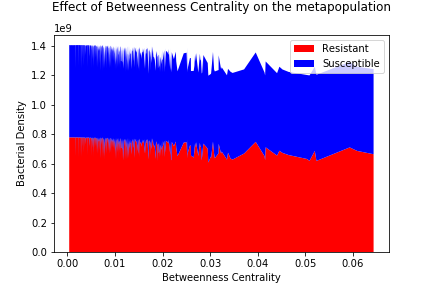 Effect of Betweenness Centrality on the metapopulation
1e9
Resistant
Susceptible
1.4
1.2
1.0
0.8
0.6
0.4
0.2
0.0
Bacterial Density
0.00 0.01 0.02 0.03 0.04 0.05 0.06
Betweenness Centrality